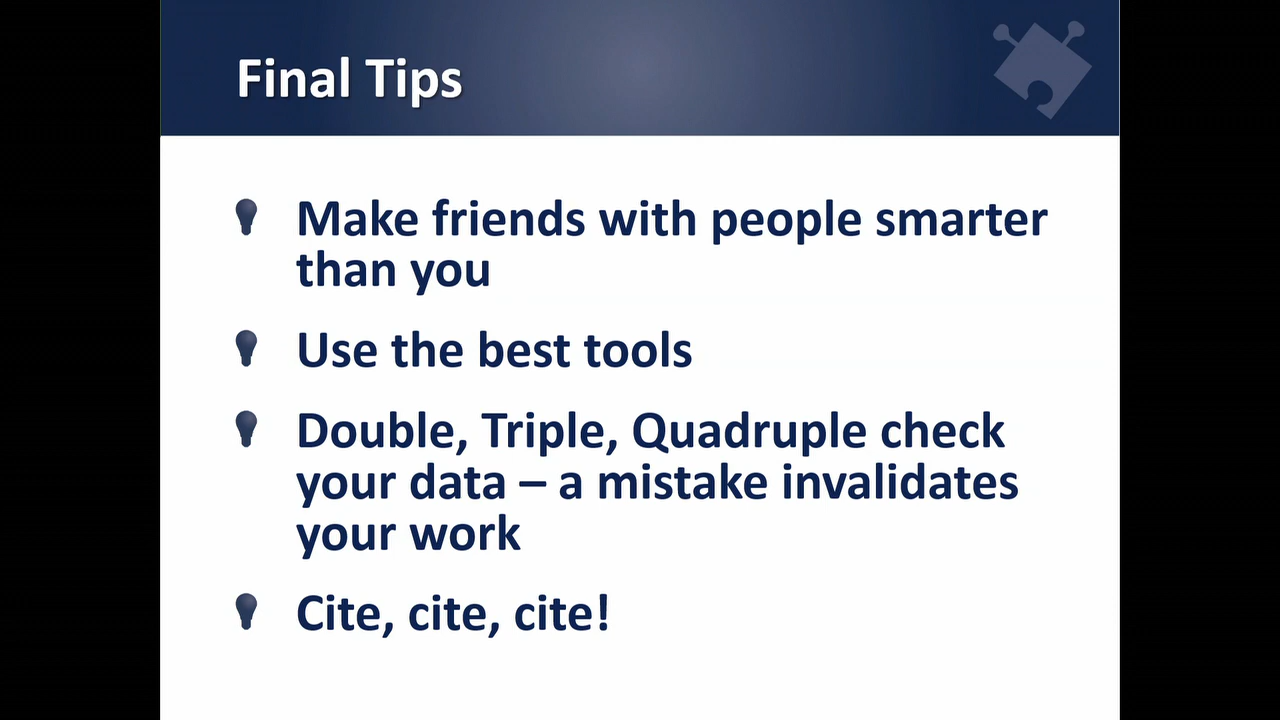 Final Tips
Make friends with people smarter
than you
Use the best tools
Double, Triple, Quadruple check
your data – a mistake invalidates
your work
Cite, cite, cite!